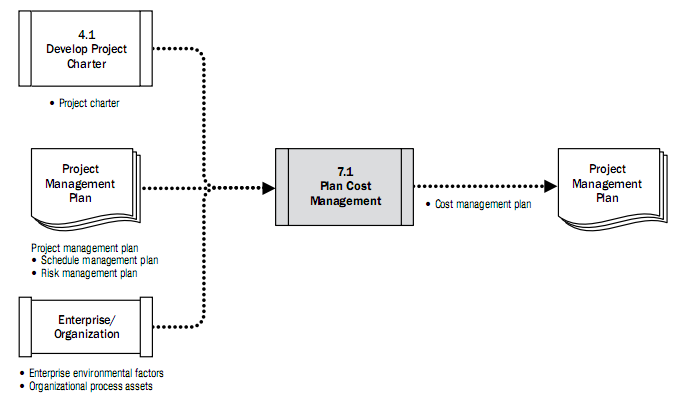 4.1
Develop Project
Charter
• Project charter
Project
Management
Plan
Project management plan
• Schedule management plan
• Risk management plan
Enterprise/
Organization
• Enterprise environmental factors
• Organizational process assets
7.1
Plan Cost
Management
• Cost management plan
Project
Management
Plan